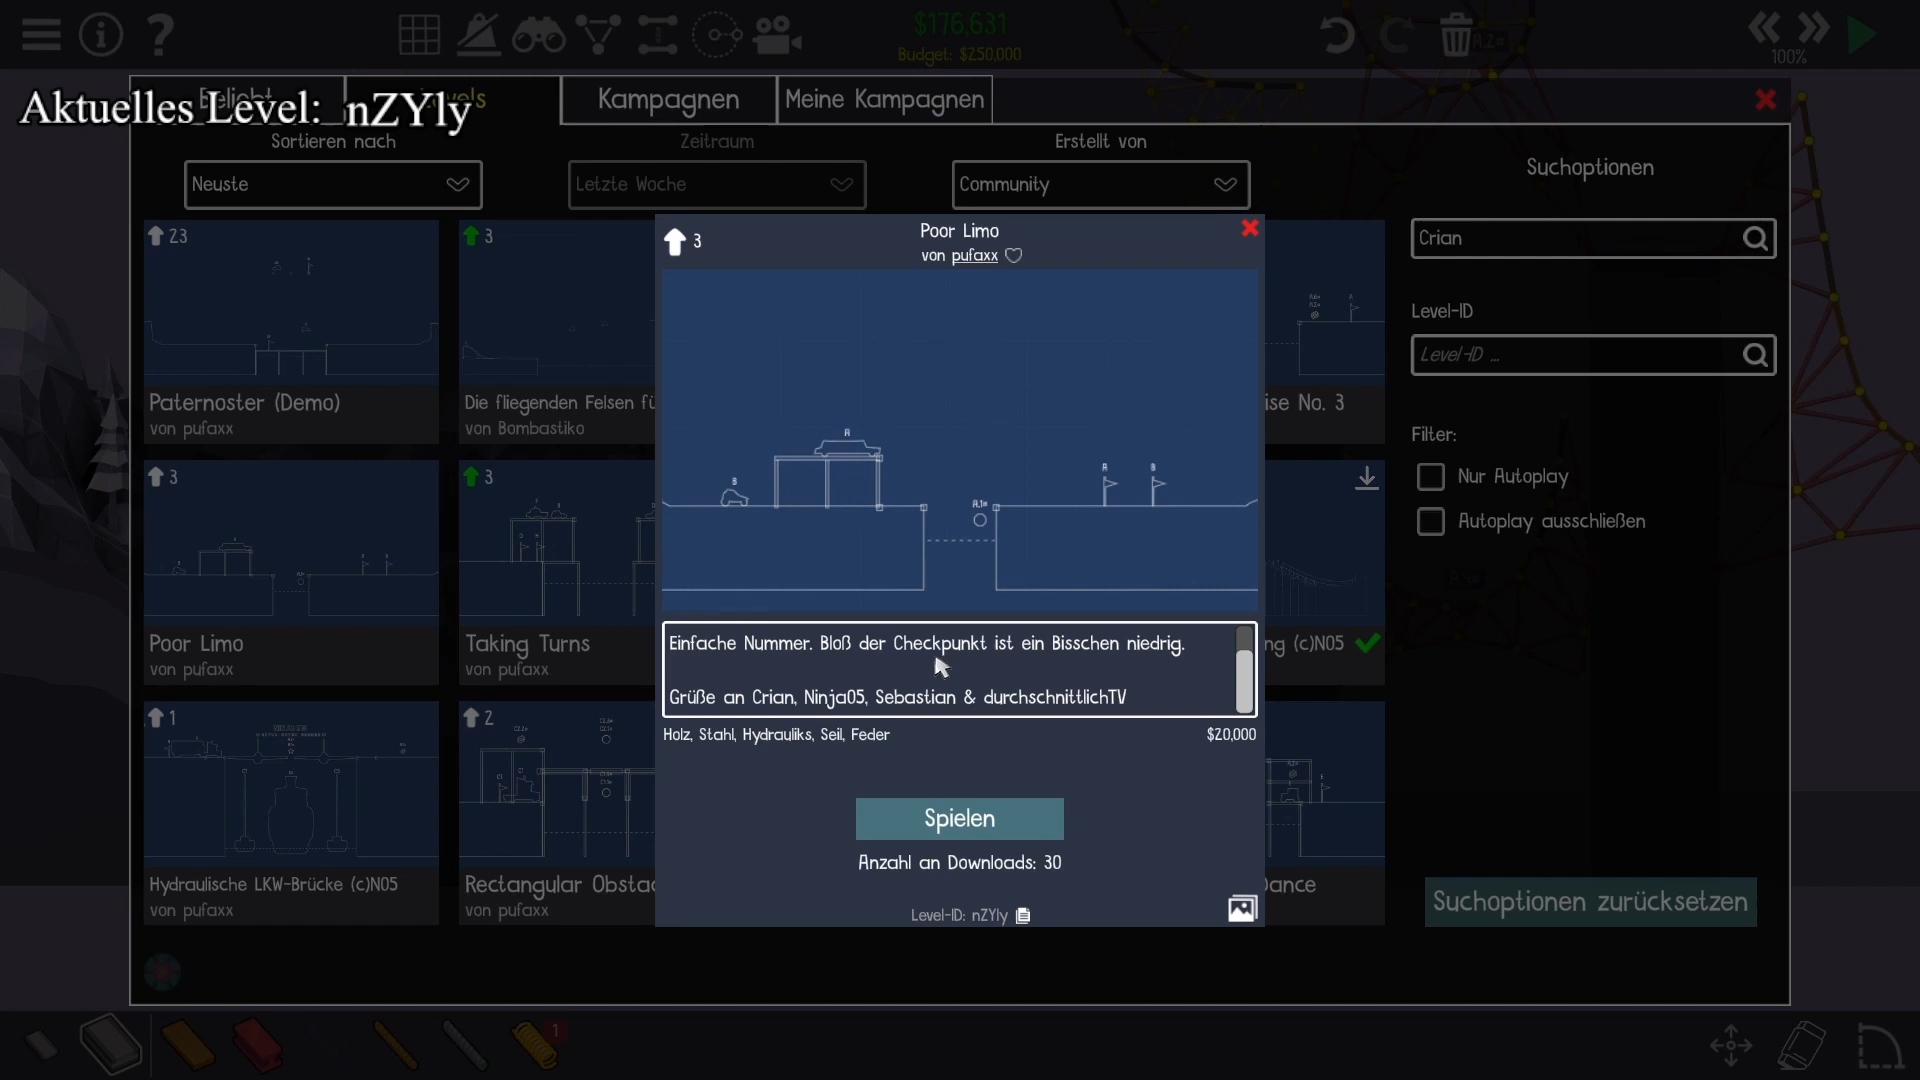 $176,631
Budget: $250,000
100%
Aktuelles Level: nZYly
Kampagnen
Meine Kampagnen
Sortieren nach
Zeitraum
Erstellt von
Neuste
Letzte Woche
Community
Suchoptionen
Crian
Level-ID
Level-ID ...
Filter:
Nur Autoplay
Autoplay ausschließen
Suchoptionen zurücksetzen
23
Paternoster (Demo)
von pufaxx
3
Die fliegenden Felsen fü
von Bombastiko
ise No. 3
3
Poor Limo
von pufaxx
3
Taking Turns
von pufaxx
ng (c)N05
1
Hydraulische LKW-Brücke (c)N05
von pufaxx
2
Rectangular Obstac
von pufaxx
Dance
3
Poor Limo
von pufaxx
A
B
A
B
Einfache Nummer. Bloß der Checkpunkt ist ein Bisschen niedrig.
Grüße an Crian, Ninja05, Sebastian & durchschnittlichTV
Holz, Stahl, Hydrauliks, Seil, Feder
$20,000
Spielen
Anzahl an Downloads: 30
Level-ID: nZYly
1